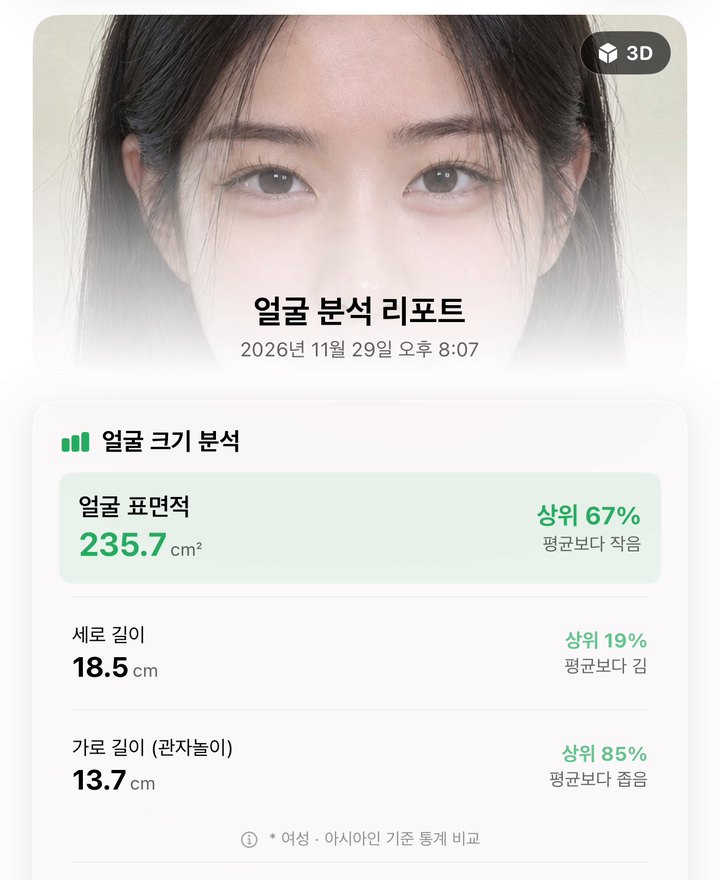 3D
얼굴 분석 리포트
2026년 11월 29일 오후 8:07
얼굴 크기 분석
얼굴 표면적
235.7 cm²
상위 67%
평균보다 작음
세로 길이
18.5 cm
상위 19%
평균보다 김
가로 길이 (관자놀이)
13.7 cm
상위 85%
평균보다 좁음
* 여성 · 아시아인 기준 통계 비교